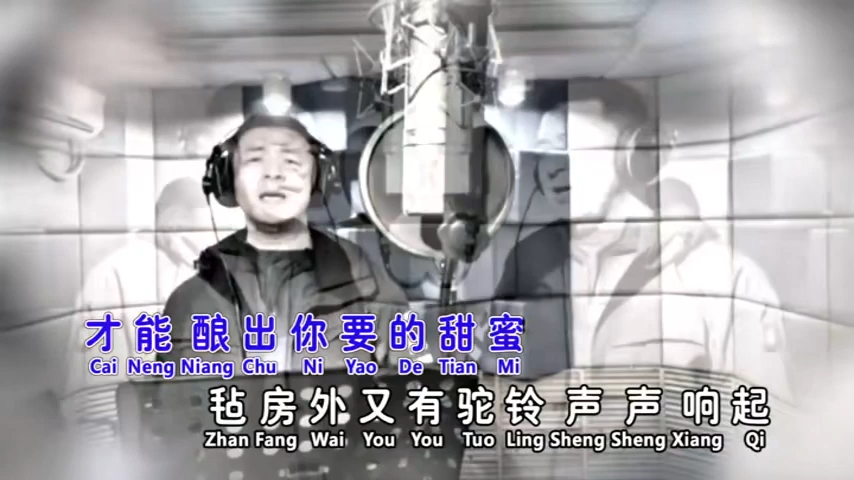 才能 酿出你要的甜蜜
Cai Neng Niang Chu Ni Yao De Tian Mi
毡房外又有驼铃 声 声 响起
Zhan Fang Wai You You Tuo Ling Sheng Sheng Xiang Qi